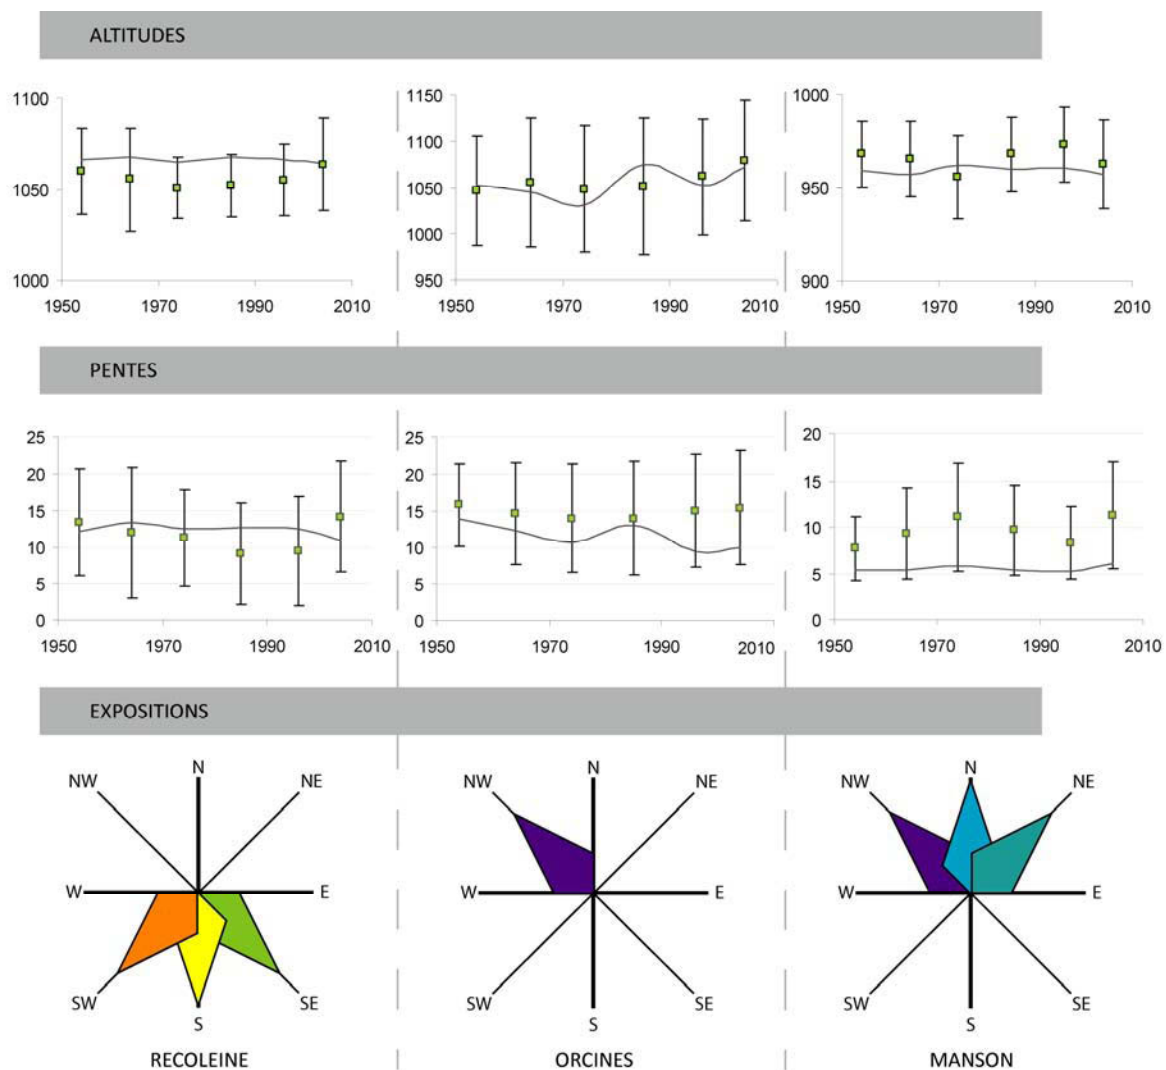 ALTITUDES
1100
1050
1000
1950 1970 1990 2010
1150
1100
1050
1000
950
1950 1970 1990 2010
1000
950
900
1950 1970 1990 2010
PENTES
25
20
15
10
5
0
1950 1970 1990 2010
25
20
15
10
5
0
1950 1970 1990 2010
20
15
10
5
0
1950 1970 1990 2010
EXPOSITIONS
N
NW NE
W E
SW SE
S
RECOLEINE
N
NW NE
W E
SW SE
S
ORCINES
N
NW NE
W E
SW SE
S
MANSON